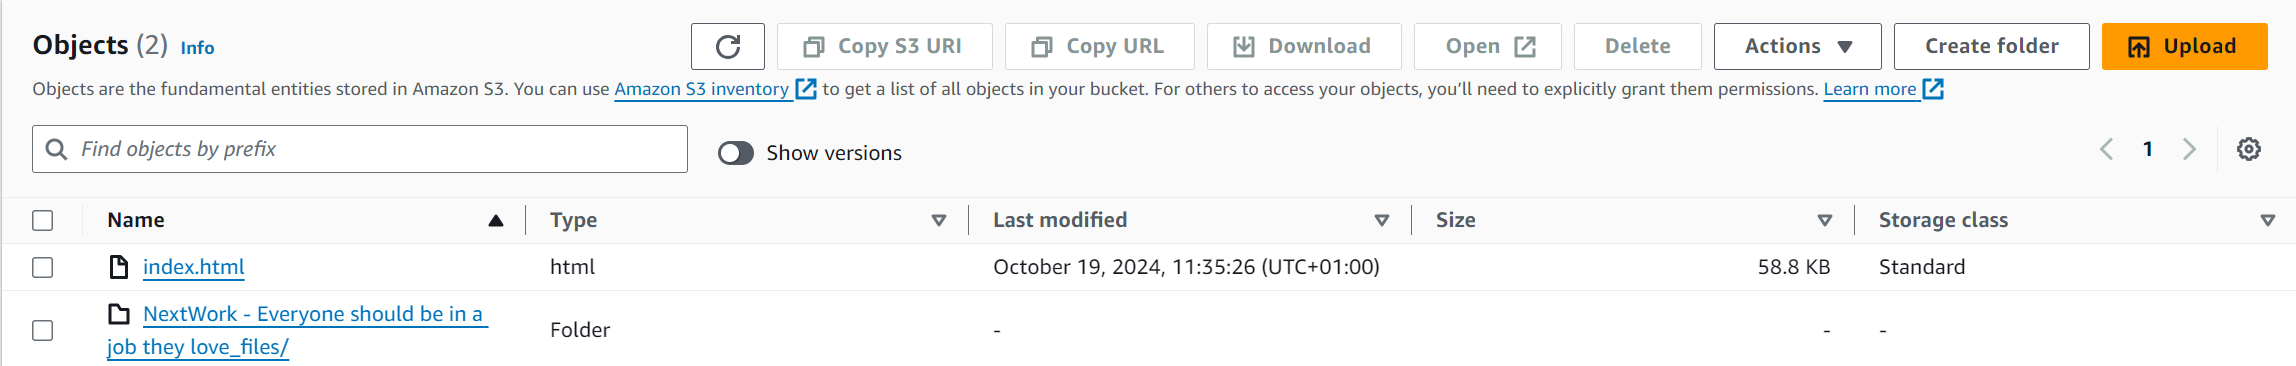 Objects (2) Info
Copy S3 URI
Copy URL
Download
Open
Delete
Actions
Create folder
Upload
Objects are the fundamental entities stored in Amazon S3. You can use Amazon S3 inventory to get a list of all objects in your bucket. For others to access your objects, you'll need to explicitly grant them permissions. Learn more
Find objects by prefix
Show versions
1
Name Type Last modified Size Storage class
index.html html October 19, 2024, 11:35:26 (UTC+01:00) 58.8 KB Standard
NextWork - Everyone should be in a
job they love_files/
Folder - - -